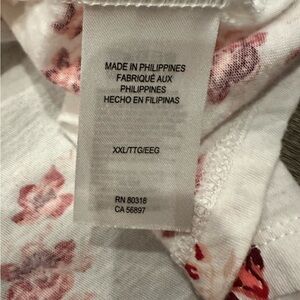 MADE IN PHILIPPINES
FABRIQUÉ AUX
PHILIPPINES
HECHO EN FILIPINAS
XXL/TTG/EEG
RN 80318
CA 56897